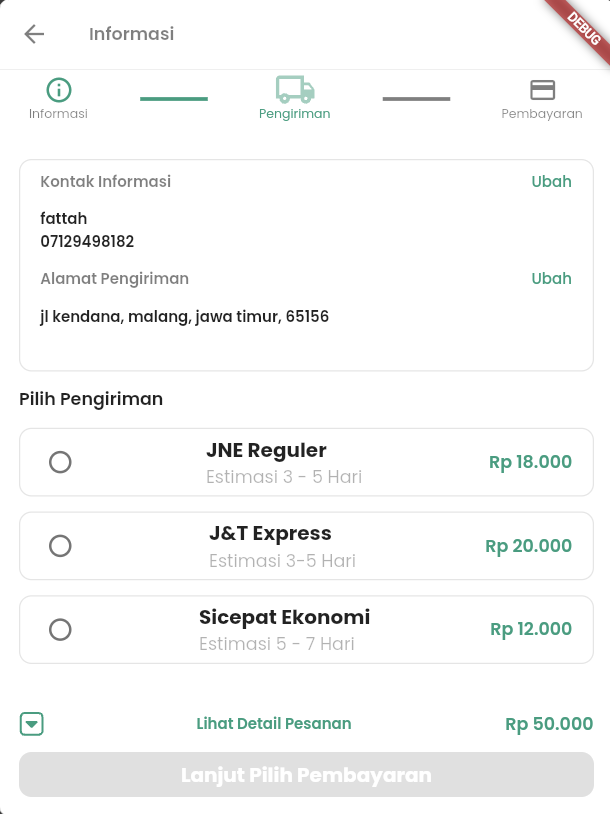 Informasi
DEBUG
Informasi
Pengiriman
Pembayaran
Kontak Informasi
Ubah
fattah
07129498182
Alamat Pengiriman
Ubah
jl kendana, malang, jawa timur, 65156
Pilih Pengiriman
JNE Reguler
Estimasi 3 - 5 Hari
Rp 18.000
J&T Express
Estimasi 3-5 Hari
Rp 20.000
Sicepat Ekonomi
Estimasi 5 - 7 Hari
Rp 12.000
Lihat Detail Pesanan
Rp 50.000
Lanjut Pilih Pembayaran